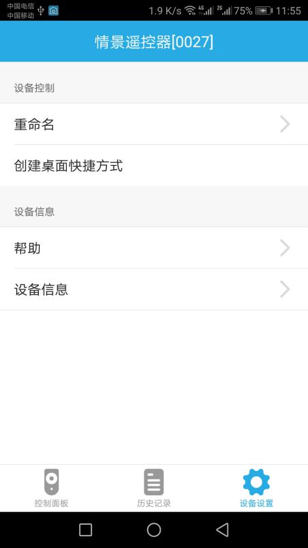 中国电信
中国移动
1.9 K/s 4G 2G 75% 11:55
情景遥控器[0027]
设备控制
重命名
创建桌面快捷方式
设备信息
帮助
设备信息
控制面板
历史记录
设备设置